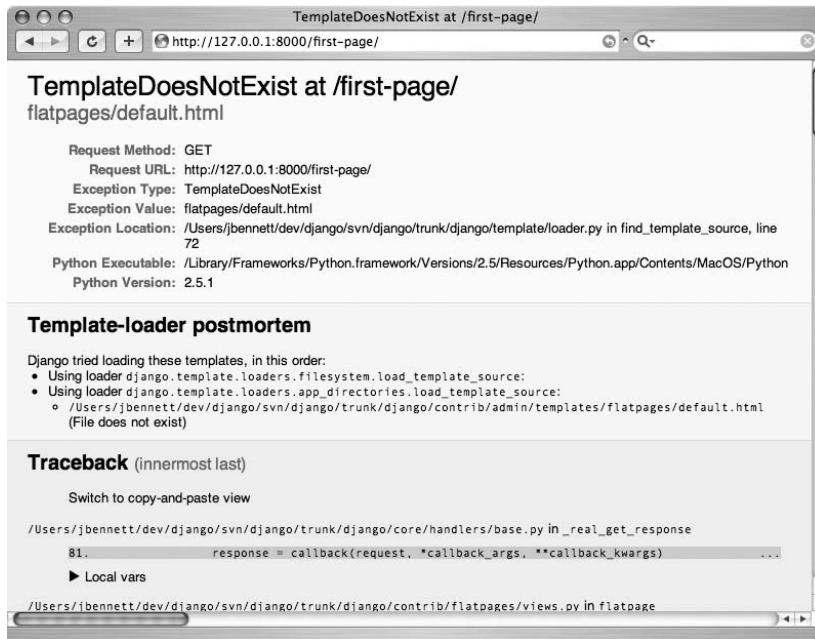 TemplateDoesNotExist at /first-page/
http://127.0.0.1:8000/first-page/
TemplateDoesNotExist at /first-page/
flatpages/default.html
Request Method: GET
Request URL: http://127.0.0.1:8000/first-page/
Exception Type: TemplateDoesNotExist
Exception Value: flatpages/default.html
Exception Location: /Users/jbennett/dev/django/svn/django/trunk/django/template/loader.py in find_template_source, line
72
Python Executable: /Library/Frameworks/Python.framework/Versions/2.5/Resources/Python.app/Contents/MacOS/Python
Python Version: 2.5.1
Template-loader postmortem
Django tried loading these templates, in this order:
• Using loader django.template.loaders.filesystem.load_template_source:
• Using loader django.template.loaders.app_directories.load_template_source:
◦ /Users/jbennett/dev/django/svn/django/trunk/django/contrib/admin/templates/flatpages/default.html
(File does not exist)
Traceback (innermost last)
Switch to copy-and-paste view
/Users/jbennett/dev/django/svn/django/trunk/django/core/handlers/base.py in _real_get_response
81. response = callback(request, *callback_args, **callback_kwargs) ...
▶ Local vars
/Users/jbennett/dev/django/svn/django/trunk/django/contrib/flatpages/views.py in flatpage